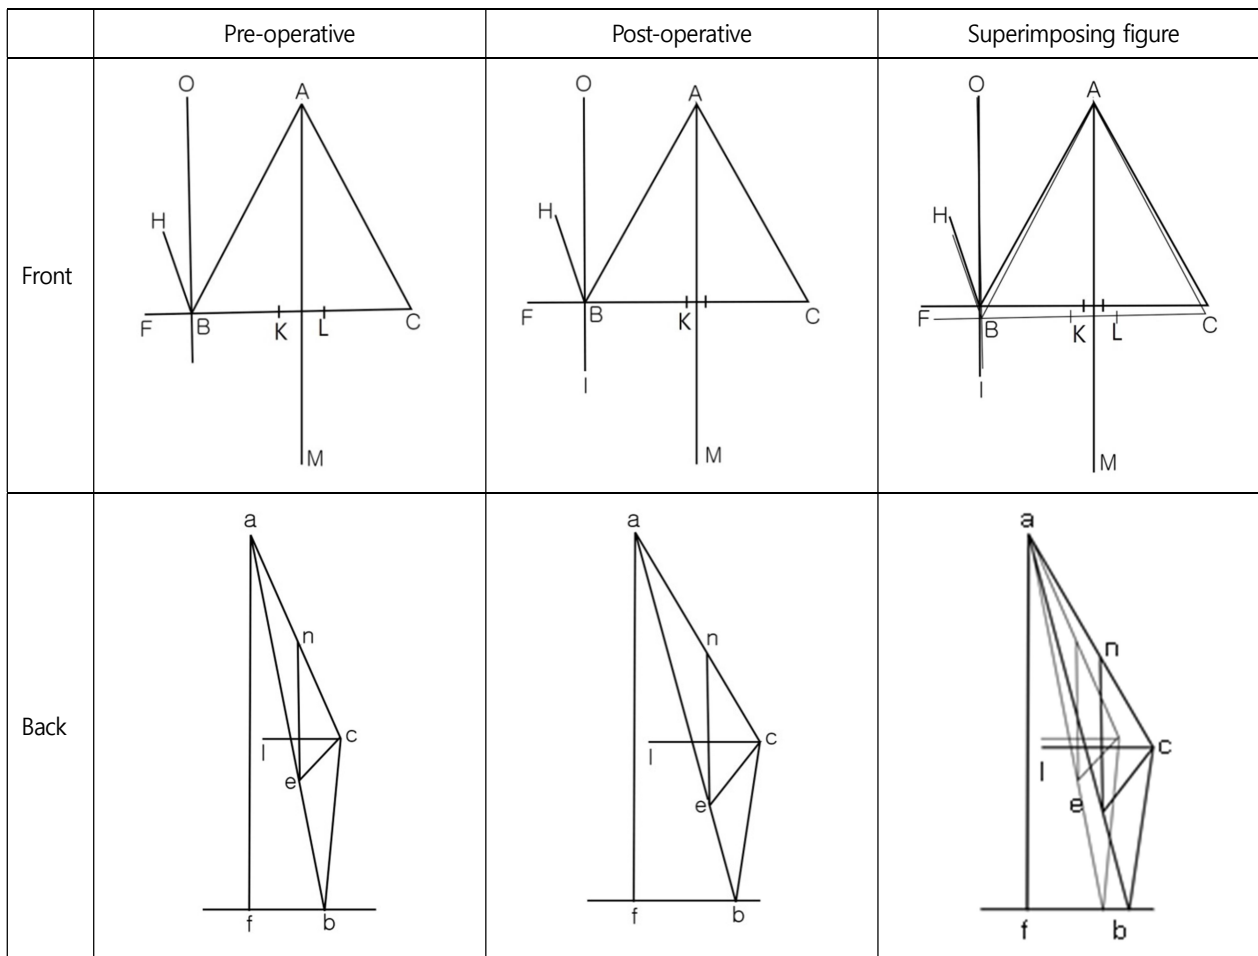 Pre-operative
Post-operative
Superimposing figure
Front
O
A
H
F
B
K
L
C
M
O
A
H
F
B
K
C
I
M
O
A
H
F
B
K
L
C
I
M
Back
a
n
c
l
e
f
b
a
n
c
l
e
f
b
a
n
c
l
e
f
b